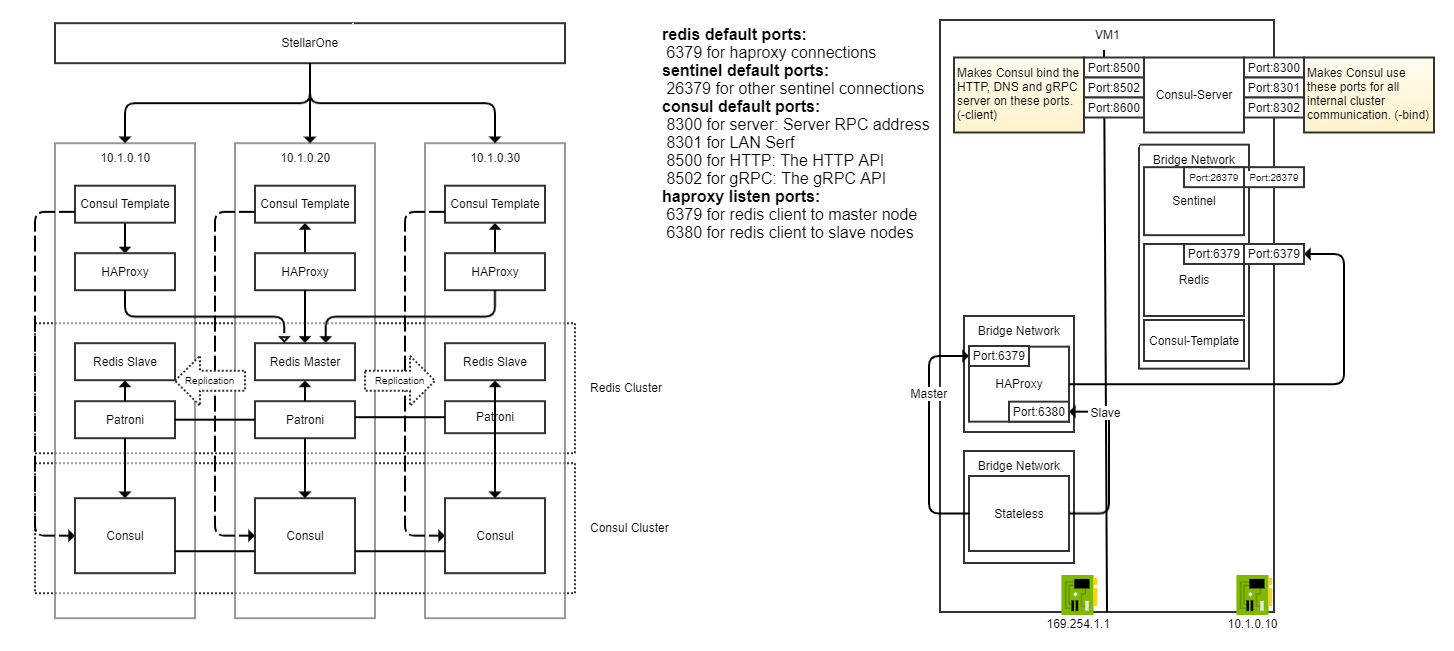 StellarOne
10.1.0.10
10.1.0.20
10.1.0.30
Consul Template
Consul Template
Consul Template
HAProxy
HAProxy
HAProxy
Redis Slave
Redis Master
Redis Slave
Replication
Replication
Redis Cluster
Patroni
Patroni
Patroni
Consul
Consul
Consul
Consul Cluster
redis default ports:
6379 for haproxy connections
sentinel default ports:
26379 for other sentinel connections
consul default ports:
8300 for server: Server RPC address
8301 for LAN Serf
8500 for HTTP: The HTTP API
8502 for gRPC: The gRPC API
haproxy listen ports:
6379 for redis client to master node
6380 for redis client to slave nodes
VM1
Makes Consul bind the
HTTP, DNS and gRPC
server on these ports.
(-client)
Port:8500
Port:8502
Port:8600
Consul-Server
Port:8300
Port:8301
Port:8302
Makes Consul use
these ports for all
internal cluster
communication. (-bind)
Bridge Network
Port:26379
Port:26379
Sentinel
Port:6379
Port:6379
Redis
Consul-Template
Bridge Network
Port:6379
HAProxy
Port:6380
Master
Slave
Bridge Network
Stateless
169.254.1.1
10.1.0.10